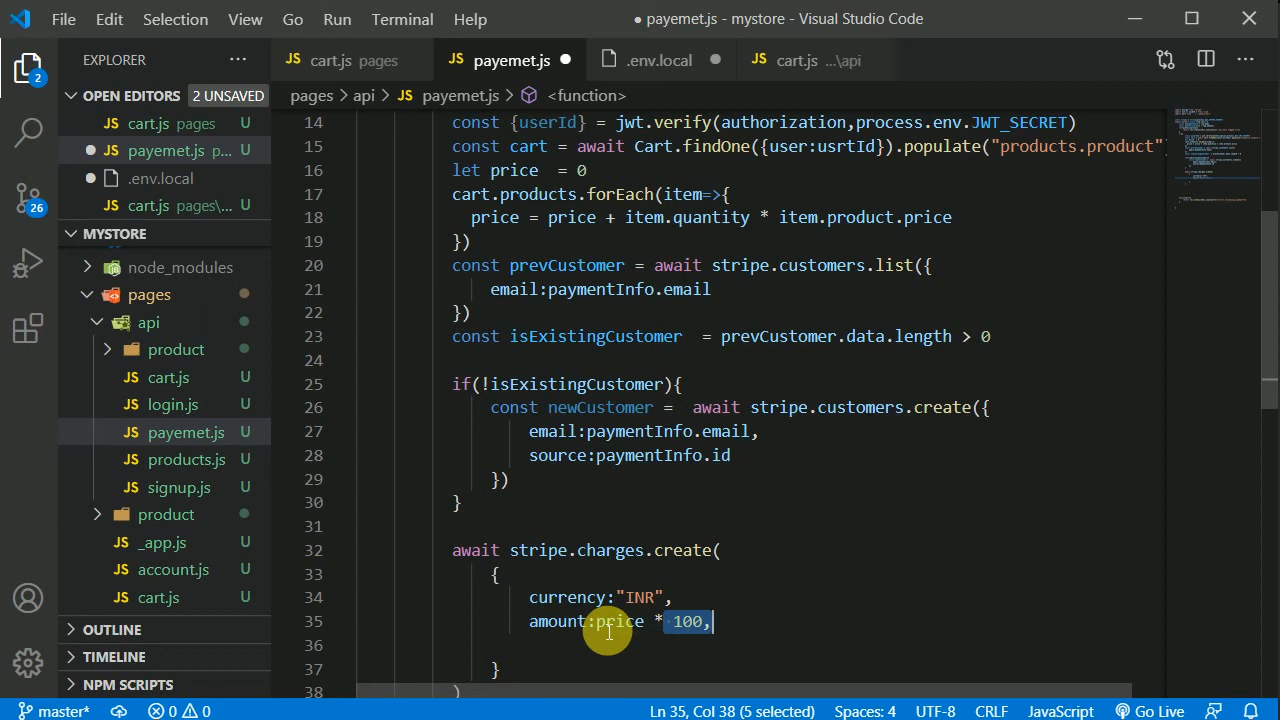 File Edit Selection View Go Run Terminal Help ● payemet.js - mystore - Visual Studio Code
EXPLORER ···
JS cart.js pages JS payemet.js ● .env.local ● JS cart.js ...\api ···
OPEN EDITORS 2 UNSAVED
pages > api > JS payemet.js > <function>
JS cart.js pages U
● JS payemet.js p... U
● .env.local
JS cart.js pages\... U
MYSTORE
node_modules
pages
api
product
JS cart.js U
JS login.js U
JS payemet.js U
JS products.js U
JS signup.js U
product
JS _app.js U
JS account.js U
JS cart.js U
OUTLINE
TIMELINE
NPM SCRIPTS
2
26
14 const {userId} = jwt.verify(authorization,process.env.JWT_SECRET)
15 const cart = await Cart.findOne({user:usrtId}).populate("products.product"
16 let price  = 0
17 cart.products.forEach(item=>{
18 price = price + item.quantity * item.product.price
19 })
20 const prevCustomer = await stripe.customers.list({
21 email:paymentInfo.email
22 })
23 const isExistingCustomer  = prevCustomer.data.length > 0
24
25 if(!isExistingCustomer){
26 const newCustomer =  await stripe.customers.create({
27 email:paymentInfo.email,
28 source:paymentInfo.id
29 })
30 }
31
32 await stripe.charges.create(
33 {
34 currency:"INR",
35 amount:price * 100,
36
37 }
38 )
master* 0 0 Ln 35, Col 38 (5 selected) Spaces: 4 UTF-8 CRLF JavaScript Go Live